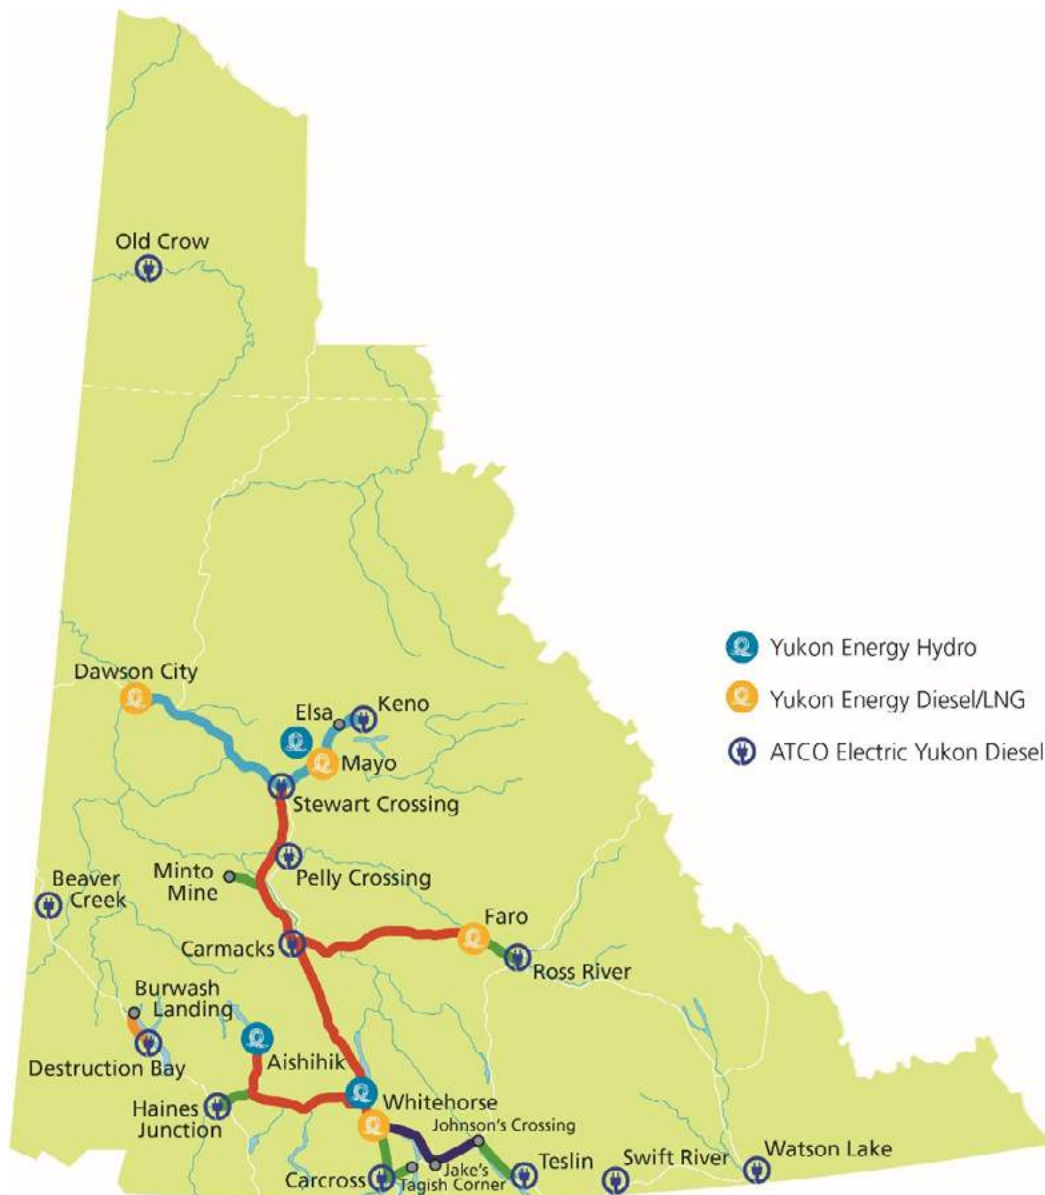 Old Crow
Dawson City
Elsa
Keno
Mayo
Stewart Crossing
Minto
Mine
Pelly Crossing
Beaver
Creek
Carmacks
Faro
Ross River
Burwash
Landing
Destruction Bay
Aishihik
Haines
Junction
Whitehorse
Johnson's Crossing
Carcross
Jake's
Tagish Corner
Teslin
Swift River
Watson Lake
Yukon Energy Hydro
Yukon Energy Diesel/LNG
ATCO Electric Yukon Diesel